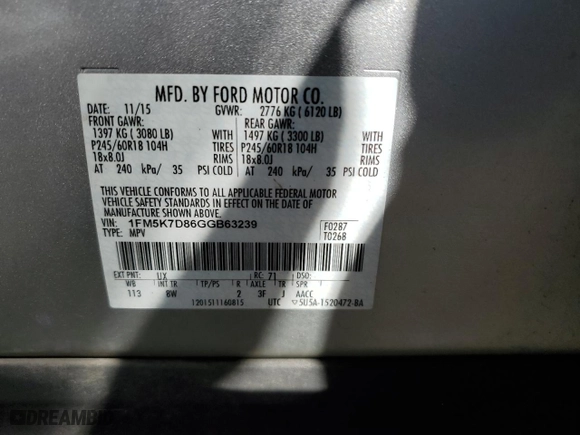 MFD. BY FORD MOTOR CO.
DATE: 11/15 GVWR: 2776 KG ( 6120 LB)
FRONT GAWR: REAR GAWR:
1397 KG ( 3080 LB) WITH 1497 KG ( 3300 LB) WITH
P245/60R18 104H TIRES P245/60R18 104H TIRES
18x8.0J RIMS 18x8.0J RIMS
AT 240 kPa/ 35 PSI COLD AT 240 kPa/ 35 PSI COLD
THIS VEHICLE CONFORMS TO ALL APPLICABLE FEDERAL MOTOR
VEHICLE SAFETY STANDARDS IN EFFECT ON THE DATE OF
MANUFACTURE SHOWN ABOVE.
VIN: 1FM5K7D86GGB63239 F0287
TYPE: MPV T0268
EXT PNT: UX RC: 71 DSO:
WB INT TR TP/PS R AXLE TR SPR
113 8W 2 3F J AACC
1201511160815 UTC 5U5A-1520472-BA
DREAMBID